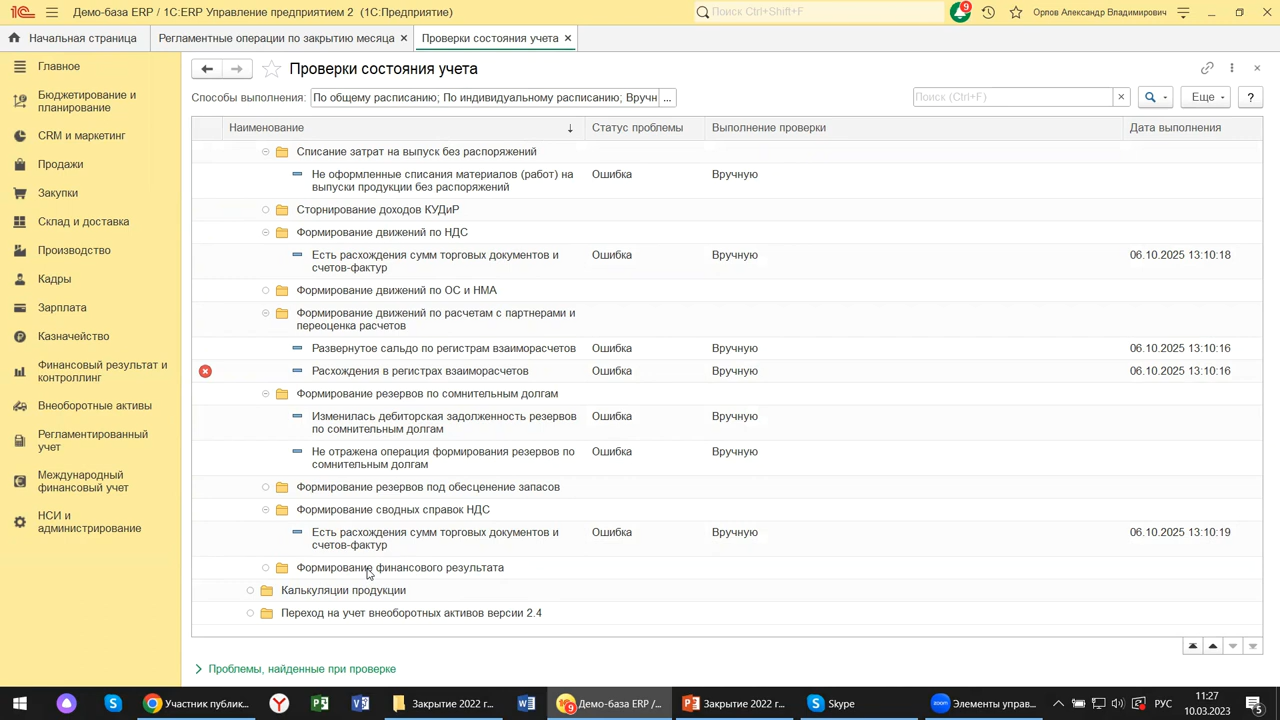 Демо-база ERP / 1С:ERP Управление предприятием 2 (1С:Предприятие)
Поиск Ctrl+Shift+F
9
Орлов Александр Владимирович
Начальная страница
Регламентные операции по закрытию месяца
Проверки состояния учета
Главное
Бюджетирование и
планирование
CRM и маркетинг
Продажи
Закупки
Склад и доставка
Производство
Кадры
Зарплата
Казначейство
Финансовый результат и
контроллинг
Внеоборотные активы
Регламентированный
учет
Международный
финансовый учет
НСИ и
администрирование
Проверки состояния учета
Способы выполнения: По общему расписанию; По индивидуальному расписанию; Вручн ...
Поиск (Ctrl+F)
Еще
?
Наименование Статус проблемы Выполнение проверки Дата выполнения
Списание затрат на выпуск без распоряжений
Не оформленные списания материалов (работ) на Ошибка Вручную
выпуски продукции без распоряжений
Сторнирование доходов КУДиР
Формирование движений по НДС
Есть расхождения сумм торговых документов и Ошибка Вручную 06.10.2025 13:10:18
счетов-фактур
Формирование движений по ОС и НМА
Формирование движений по расчетам с партнерами и
переоценка расчетов
Развернутое сальдо по регистрам взаиморасчетов Ошибка Вручную 06.10.2025 13:10:16
Расхождения в регистрах взаиморасчетов Ошибка Вручную 06.10.2025 13:10:16
Формирование резервов по сомнительным долгам
Изменилась дебиторская задолженность резервов Ошибка Вручную
по сомнительным долгам
Не отражена операция формирования резервов по Ошибка Вручную
сомнительным долгам
Формирование резервов под обесценение запасов
Формирование сводных справок НДС
Есть расхождения сумм торговых документов и Ошибка Вручную 06.10.2025 13:10:19
счетов-фактур
Формирование финансового результата
Калькуляции продукции
Переход на учет внеоборотных активов версии 2.4
Проблемы, найденные при проверке
Участник публик...
Закрытие 2022 г...
Демо-база ERP /...
Закрытие 2022 г...
Skype
Элементы управ...
РУС
11:27
10.03.2023
5